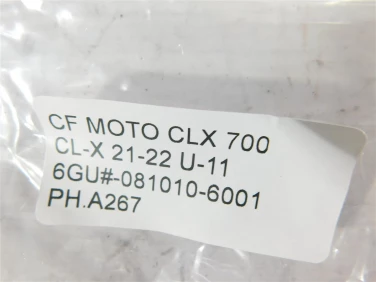 CF MOTO CLX 700
CL-X 21-22 U-11
6GU#-081010-6001
PH.A267